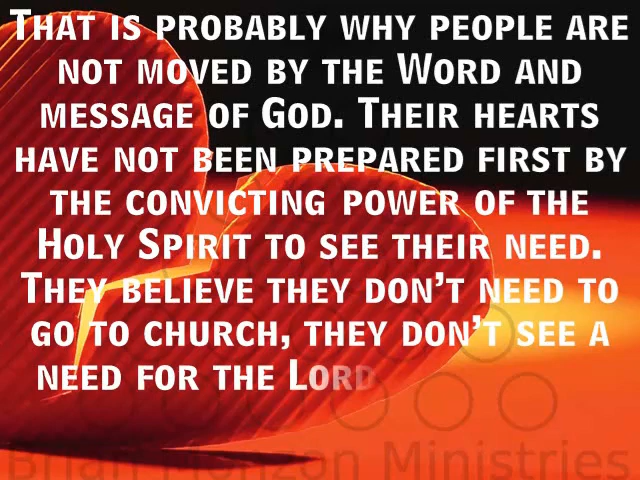 That is probably why people are
not moved by the Word and
message of God. Their hearts
have not been prepared first by
the convicting power of the
Holy Spirit to see their need.
They believe they don't need to
go to church, they don't see a
need for the Lord
Brian Monzon Ministries